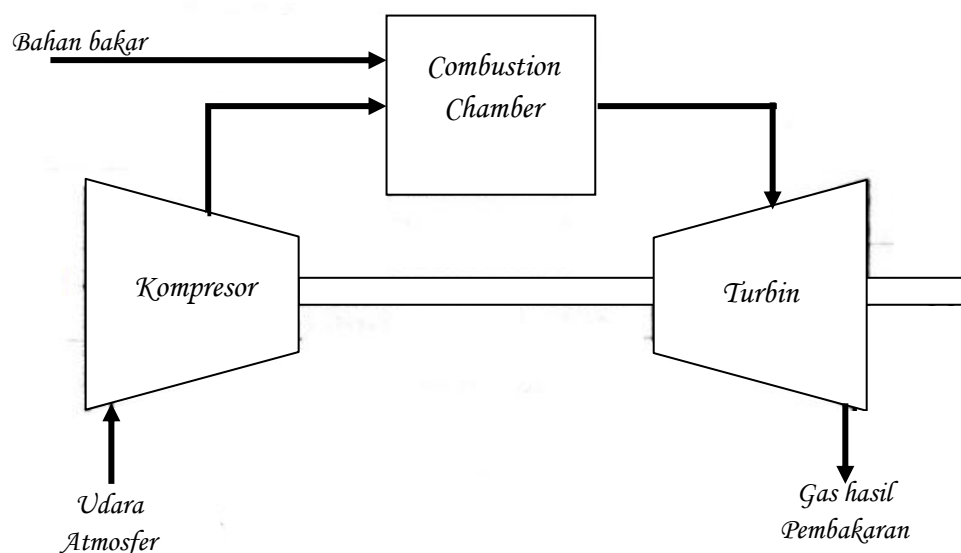 Bahan bakar
Combustion
Chamber
Kompresor
Turbin
Udara
Atmosfer
Gas hasil
Pembakaran